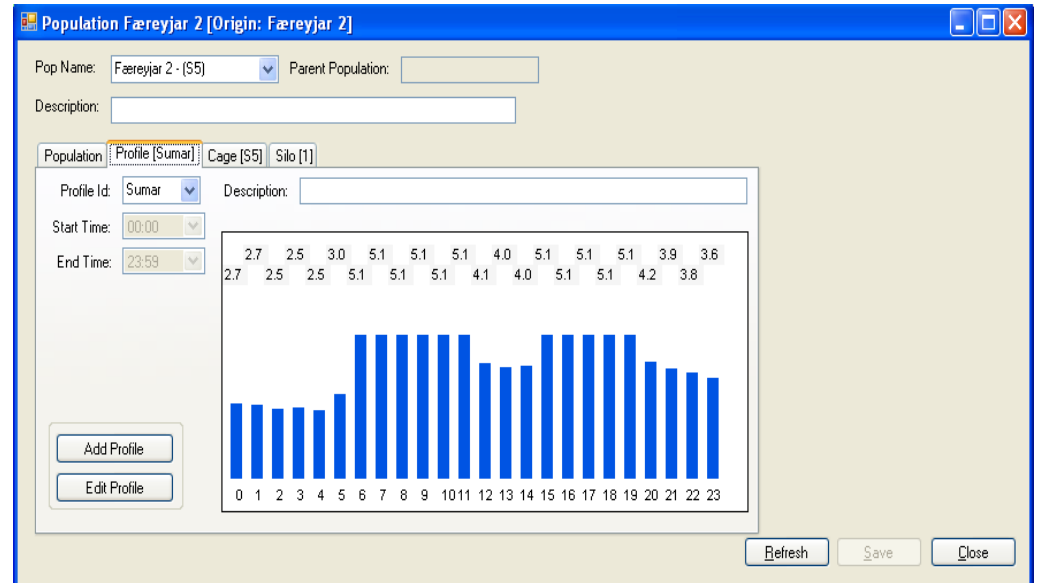 Population Færeyjar 2 [Origin: Færeyjar 2]
Pop Name: Færeyjar 2 - (S5) Parent Population:
Description:
Population Profile [Sumar] Cage [S5] Silo [1]
Profile Id: Sumar Description:
Start Time: 00:00
End Time: 23:59
2.7 2.5 3.0 5.1 5.1 5.1 4.0 5.1 5.1 5.1 3.9 3.6
2.7 2.5 2.5 5.1 5.1 5.1 4.1 4.0 5.1 5.1 4.2 3.8
Add Profile
Edit Profile
0 1 2 3 4 5 6 7 8 9 10 11 12 13 14 15 16 17 18 19 20 21 22 23
Refresh Save Close